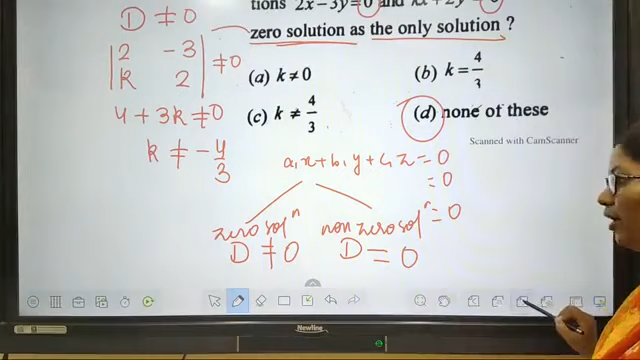 tions 2x-3y=0 and kx+2y=0
zero solution as the only solution ?
(a) k≠0
(b) k=4/3
(c) k≠4/3
(d) none of these
Scanned with CamScanner
D ≠ 0
|2 -3|
|k 2| ≠0
4+3k≠0
k ≠ -4/3
a₁x+b₁y+c₁z=0
=0
=0
zero solⁿ
D ≠ 0
non zero solⁿ
D = 0
Newline